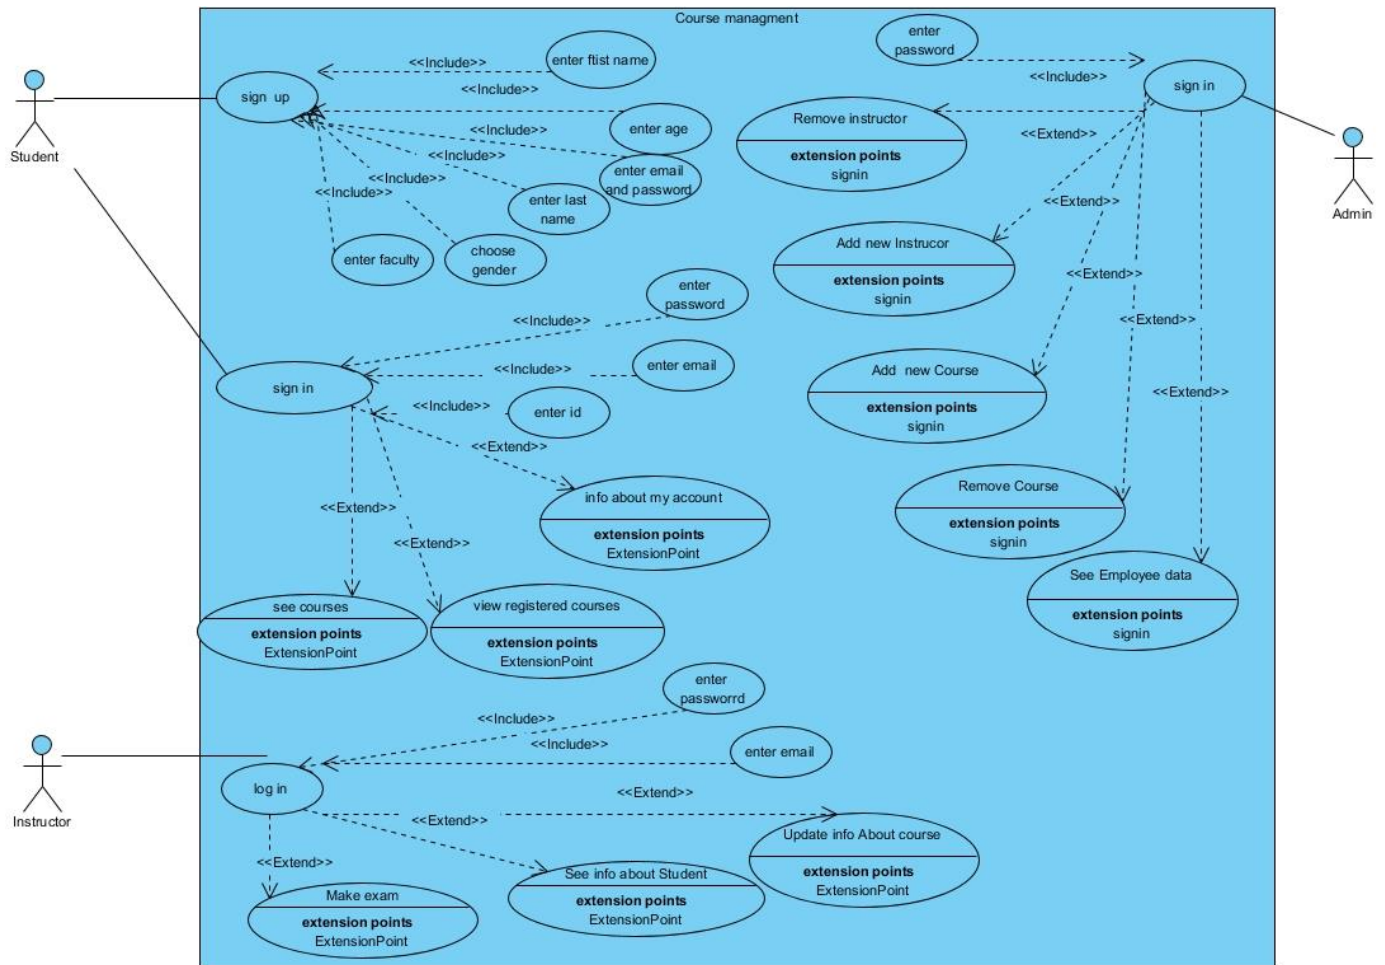 Course managment
enter
password
enter ftist name
<<Include>>
<<Include>>
sign up
sign in
<<Include>>
Remove instructor
extension points
signin
<<Extend>>
enter age
<<Include>>
<<Include>>
<<Include>>
<<Include>>
enter email
and password
enter last
name
enter faculty
choose
gender
Student
Admin
<<Extend>>
Add new Instrucor
extension points
signin
<<Extend>>
enter
password
<<Include>>
<<Extend>>
sign in
enter email
<<Include>>
enter id
<<Include>>
<<Extend>>
Add new Course
extension points
signin
<<Extend>>
info about my account
extension points
ExtensionPoint
<<Extend>>
<<Extend>>
Remove Course
extension points
signin
See Employee data
extension points
signin
see courses
extension points
ExtensionPoint
view registered courses
extension points
ExtensionPoint
enter
passworrd
<<Include>>
<<Include>>
enter email
log in
Instructor
<<Extend>>
<<Extend>>
<<Extend>>
Update info About course
extension points
ExtensionPoint
See info about Student
extension points
ExtensionPoint
Make exam
extension points
ExtensionPoint